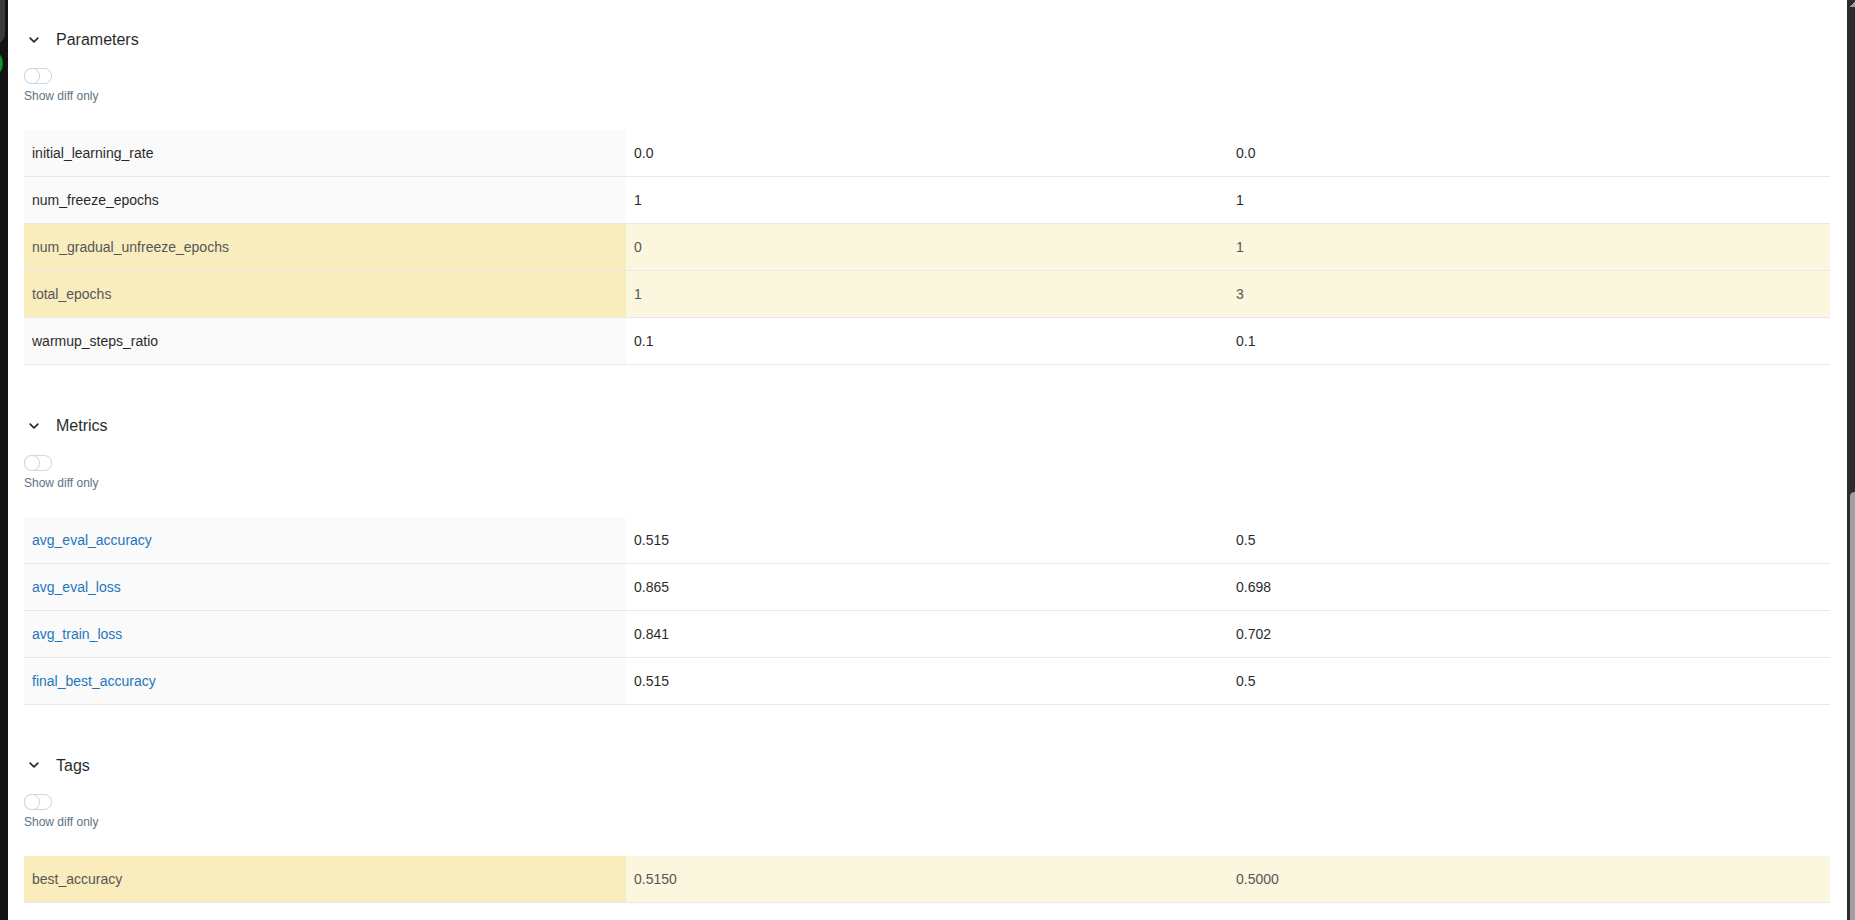 Parameters
Show diff only
initial_learning_rate 0.0 0.0
num_freeze_epochs 1 1
num_gradual_unfreeze_epochs 0 1
total_epochs 1 3
warmup_steps_ratio 0.1 0.1
Metrics
Show diff only
avg_eval_accuracy 0.515 0.5
avg_eval_loss 0.865 0.698
avg_train_loss 0.841 0.702
final_best_accuracy 0.515 0.5
Tags
Show diff only
best_accuracy 0.5150 0.5000